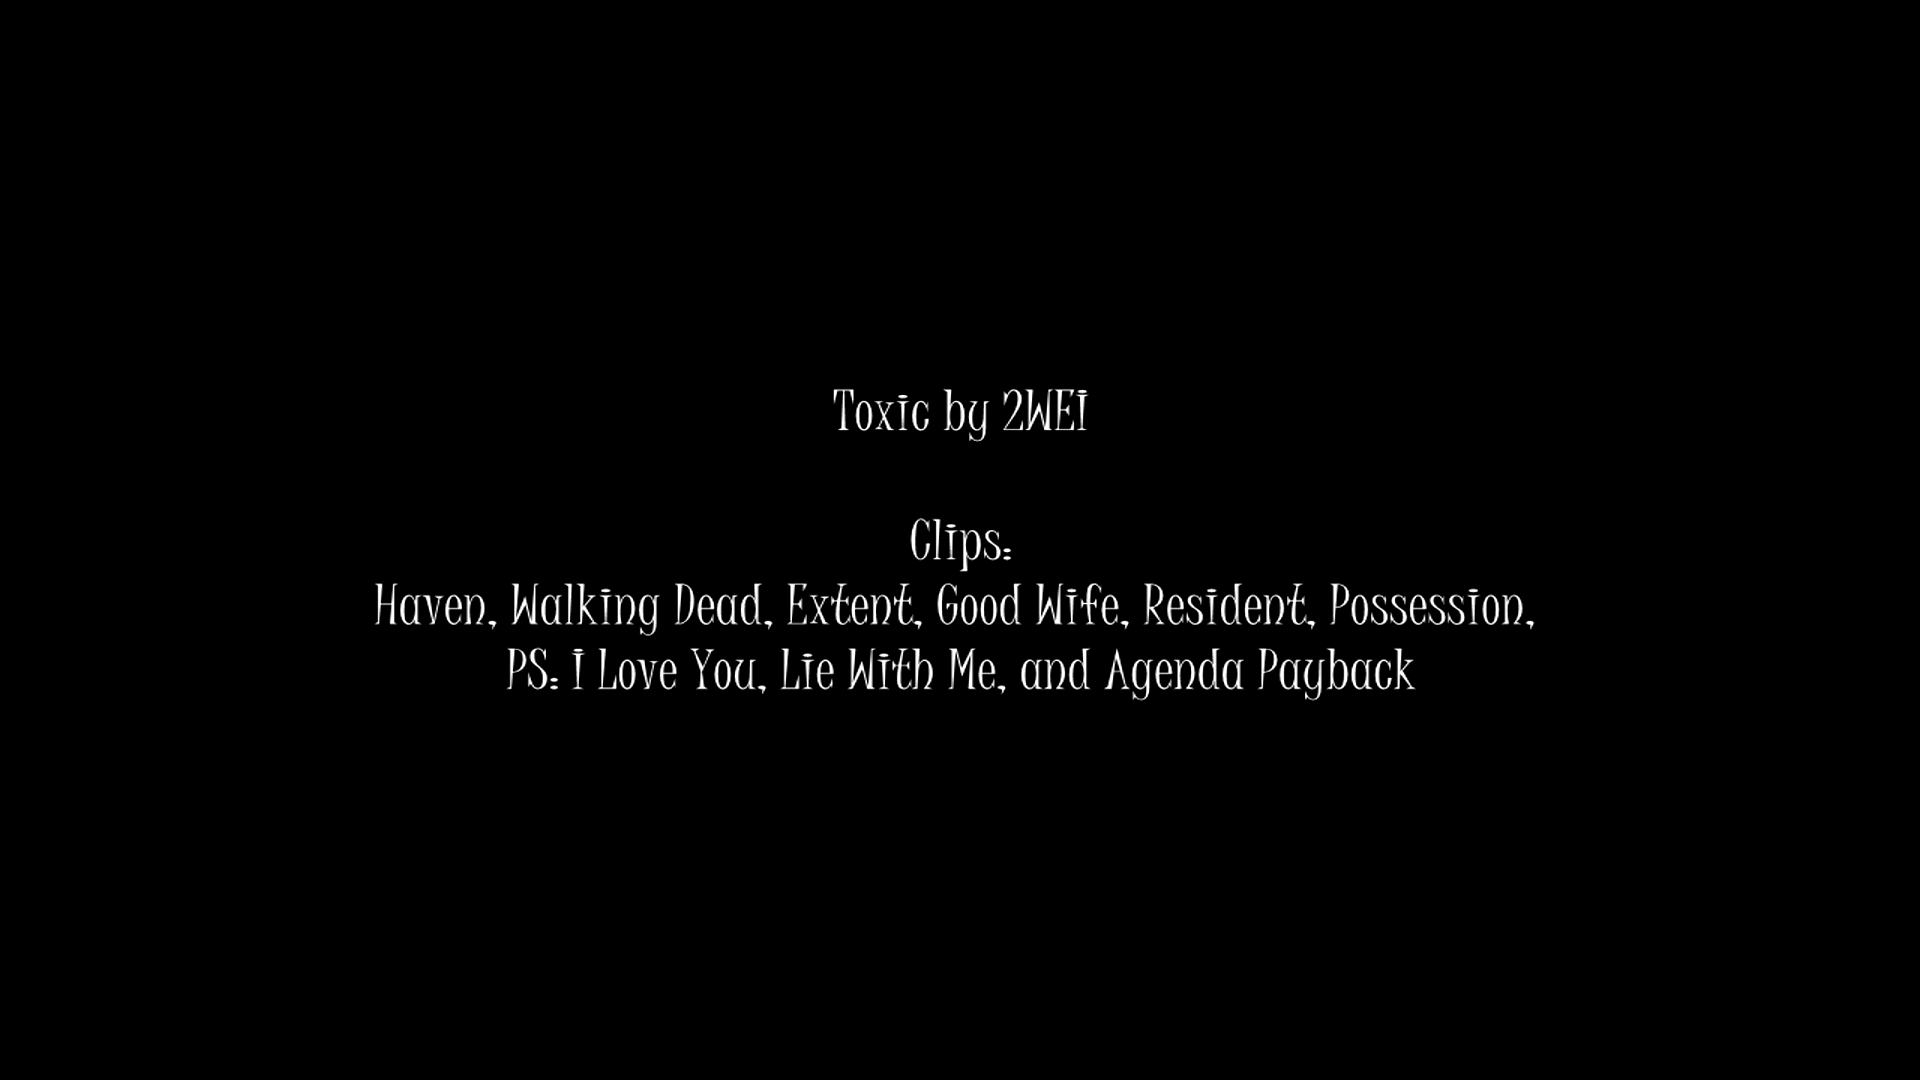 Toxic by 2WEI
Clips:
Haven, Walking Dead, Extent, Good Wife, Resident, Possession,
PS: I Love You, Lie With Me, and Agenda Payback